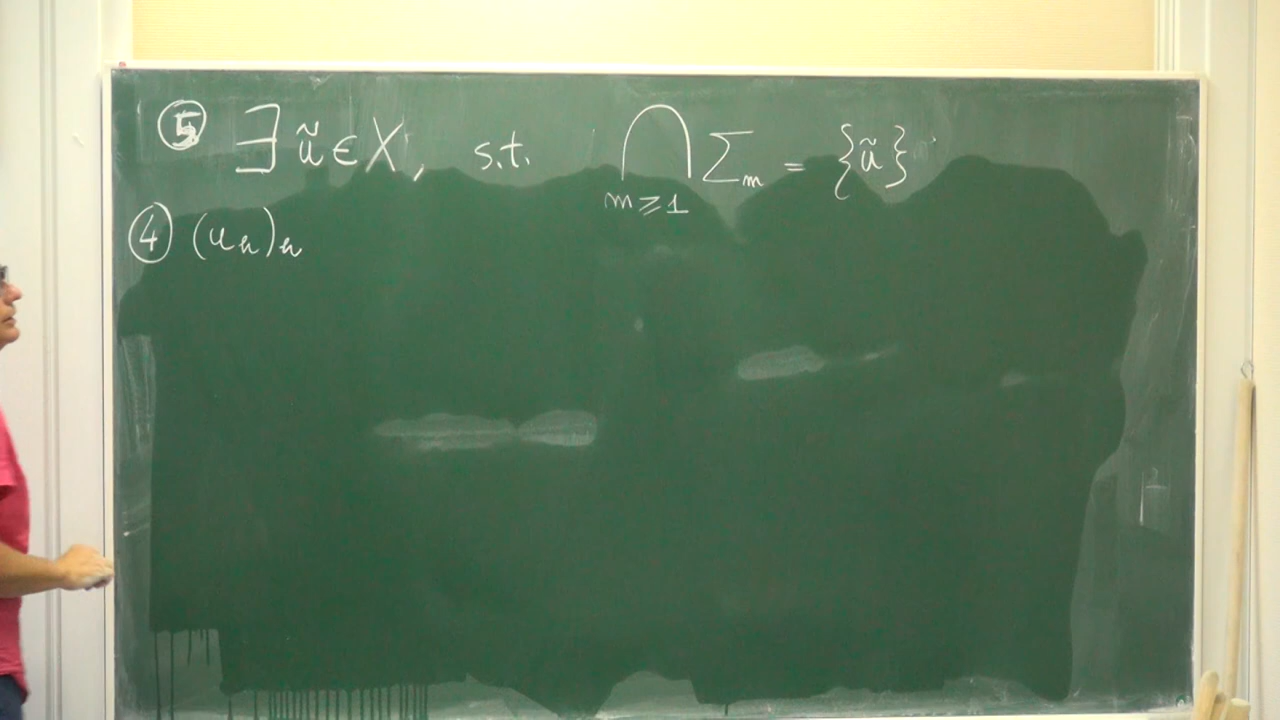 ⑤ ∃ ũ ∈ X, s.t. ⋂_{m≥1} Σ_m = {ũ}
④ (u_n)_n